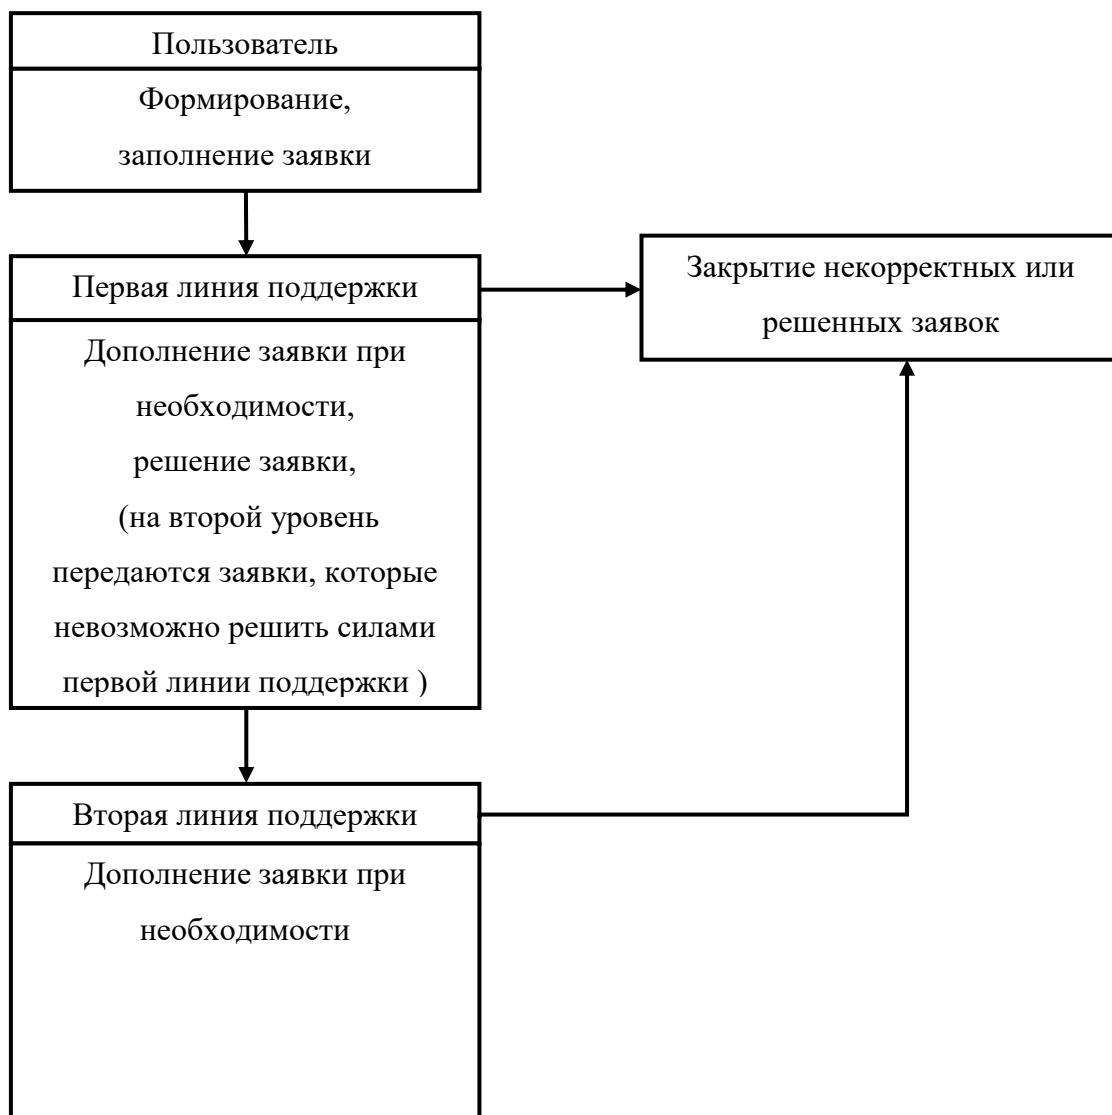 Пользователь
Формирование,
заполнение заявки
Первая линия поддержки
Дополнение заявки при
необходимости,
решение заявки,
(на второй уровень
передаются заявки, которые
невозможно решить силами
первой линии поддержки )
Закрытие некорректных или
решенных заявок
Вторая линия поддержки
Дополнение заявки при
необходимости